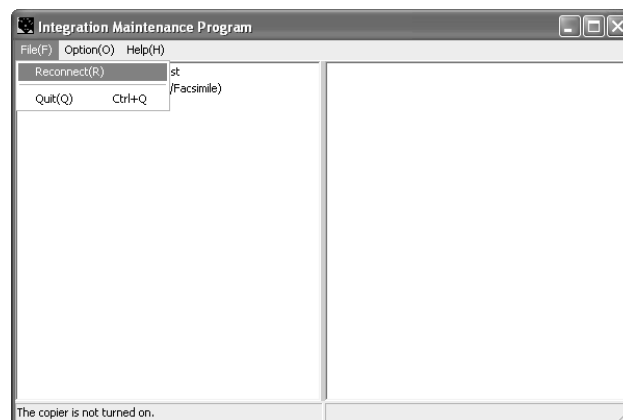 Integration Maintenance Program
File(F) Option(O) Help(H)
Reconnect(R)
st
/Facsimile)
Quit(Q) Ctrl+Q
The copier is not turned on.